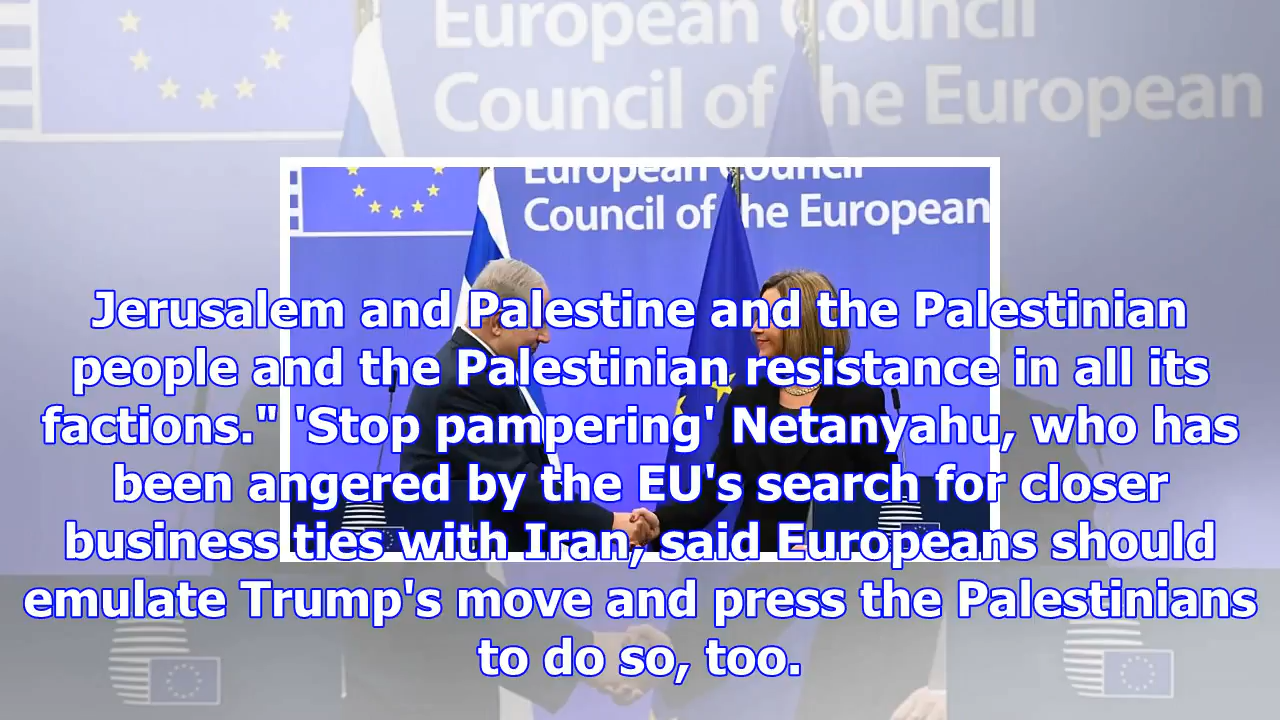 European Council
Council of the European
European Council
Council of the European
Jerusalem and Palestine and the Palestinian
people and the Palestinian resistance in all its
factions." 'Stop pampering' Netanyahu, who has
been angered by the EU's search for closer
business ties with Iran, said Europeans should
emulate Trump's move and press the Palestinians
to do so, too.